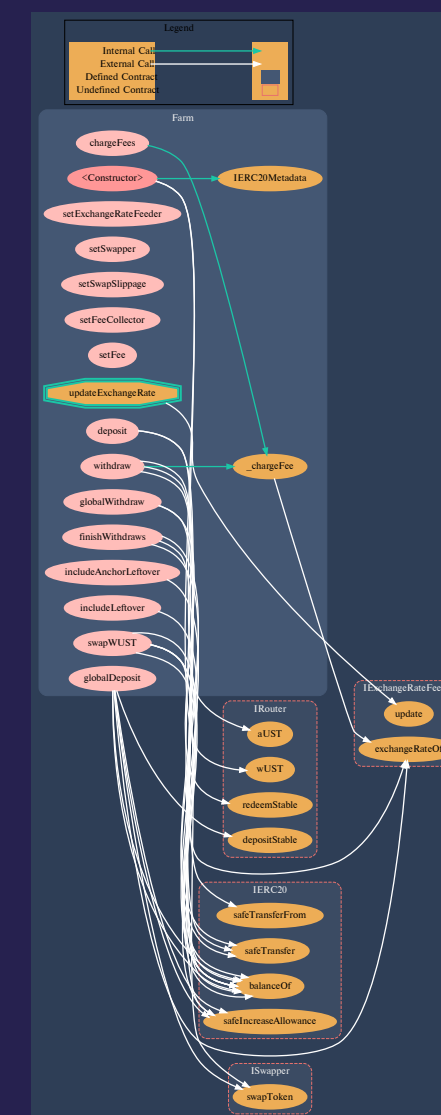 Legend
Internal Call
External Call
Defined Contract
Undefined Contract
Farm
chargeFees
<Constructor>
IERC20Metadata
setExchangeRateFeeder
setSwapper
setSwapSlippage
setFeeCollector
setFee
updateExchangeRate
deposit
withdraw
_chargeFee
globalWithdraw
finishWithdraws
includeAnchorLeftover
includeLeftover
swapWUST
globalDeposit
IExchangeRateFee
update
exchangeRateOf
IRouter
aUST
wUST
redeemStable
depositStable
IERC20
safeTransferFrom
safeTransfer
balanceOf
safeIncreaseAllowance
ISwapper
swapToken